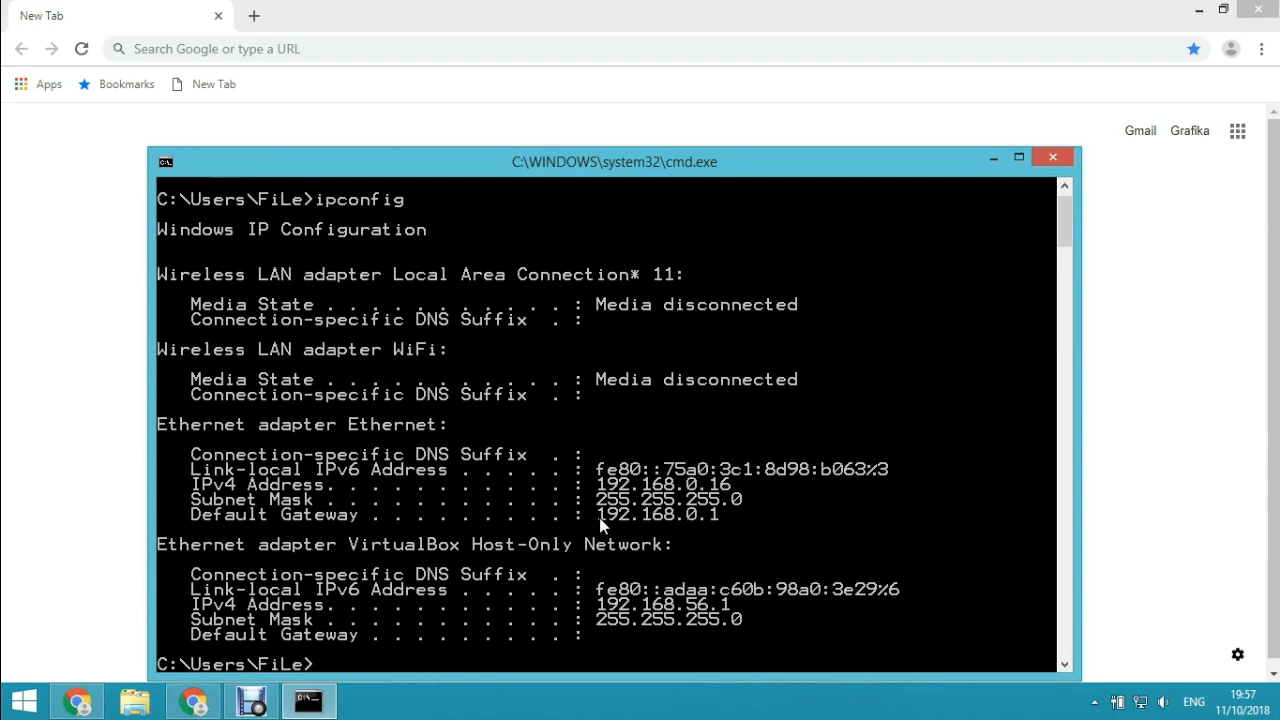 New Tab
Search Google or type a URL
Apps Bookmarks New Tab
Gmail Grafika
C:\WINDOWS\system32\cmd.exe
C:\Users\FiLe>ipconfig
Windows IP Configuration
Wireless LAN adapter Local Area Connection* 11:
Media State . . . . . . . . . . . : Media disconnected
Connection-specific DNS Suffix . :
Wireless LAN adapter WiFi:
Media State . . . . . . . . . . . : Media disconnected
Connection-specific DNS Suffix . :
Ethernet adapter Ethernet:
Connection-specific DNS Suffix . :
Link-local IPv6 Address . . . . . : fe80::75a0:3c1:8d98:b063%3
IPv4 Address. . . . . . . . . . . : 192.168.0.16
Subnet Mask . . . . . . . . . . . : 255.255.255.0
Default Gateway . . . . . . . . . : 192.168.0.1
Ethernet adapter VirtualBox Host-Only Network:
Connection-specific DNS Suffix . :
Link-local IPv6 Address . . . . . : fe80::adaa:c60b:98a0:3e29%6
IPv4 Address. . . . . . . . . . . : 192.168.56.1
Subnet Mask . . . . . . . . . . . : 255.255.255.0
Default Gateway . . . . . . . . . :
C:\Users\FiLe>
ENG
19:57
11/10/2018